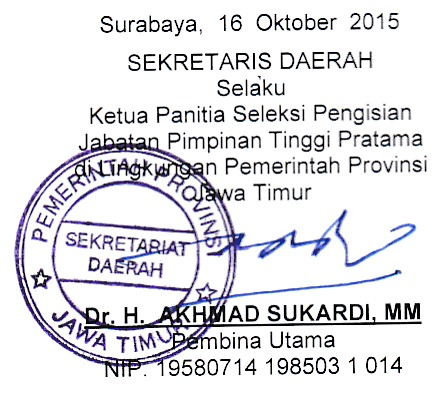 Surabaya, 16 Oktober 2015
SEKRETARIS DAERAH
Selaku
Ketua Panitia Seleksi Pengisian
Jabatan Pimpinan Tinggi Pratama
di Lingkungan Pemerintah Provinsi
Jawa Timur
PEMERINTAH PROVINSI
SEKRETARIAT
DAERAH
JAWA TIMUR
Dr. H. AKHMAD SUKARDI, MM
Pembina Utama
NIP. 19580714 198503 1 014